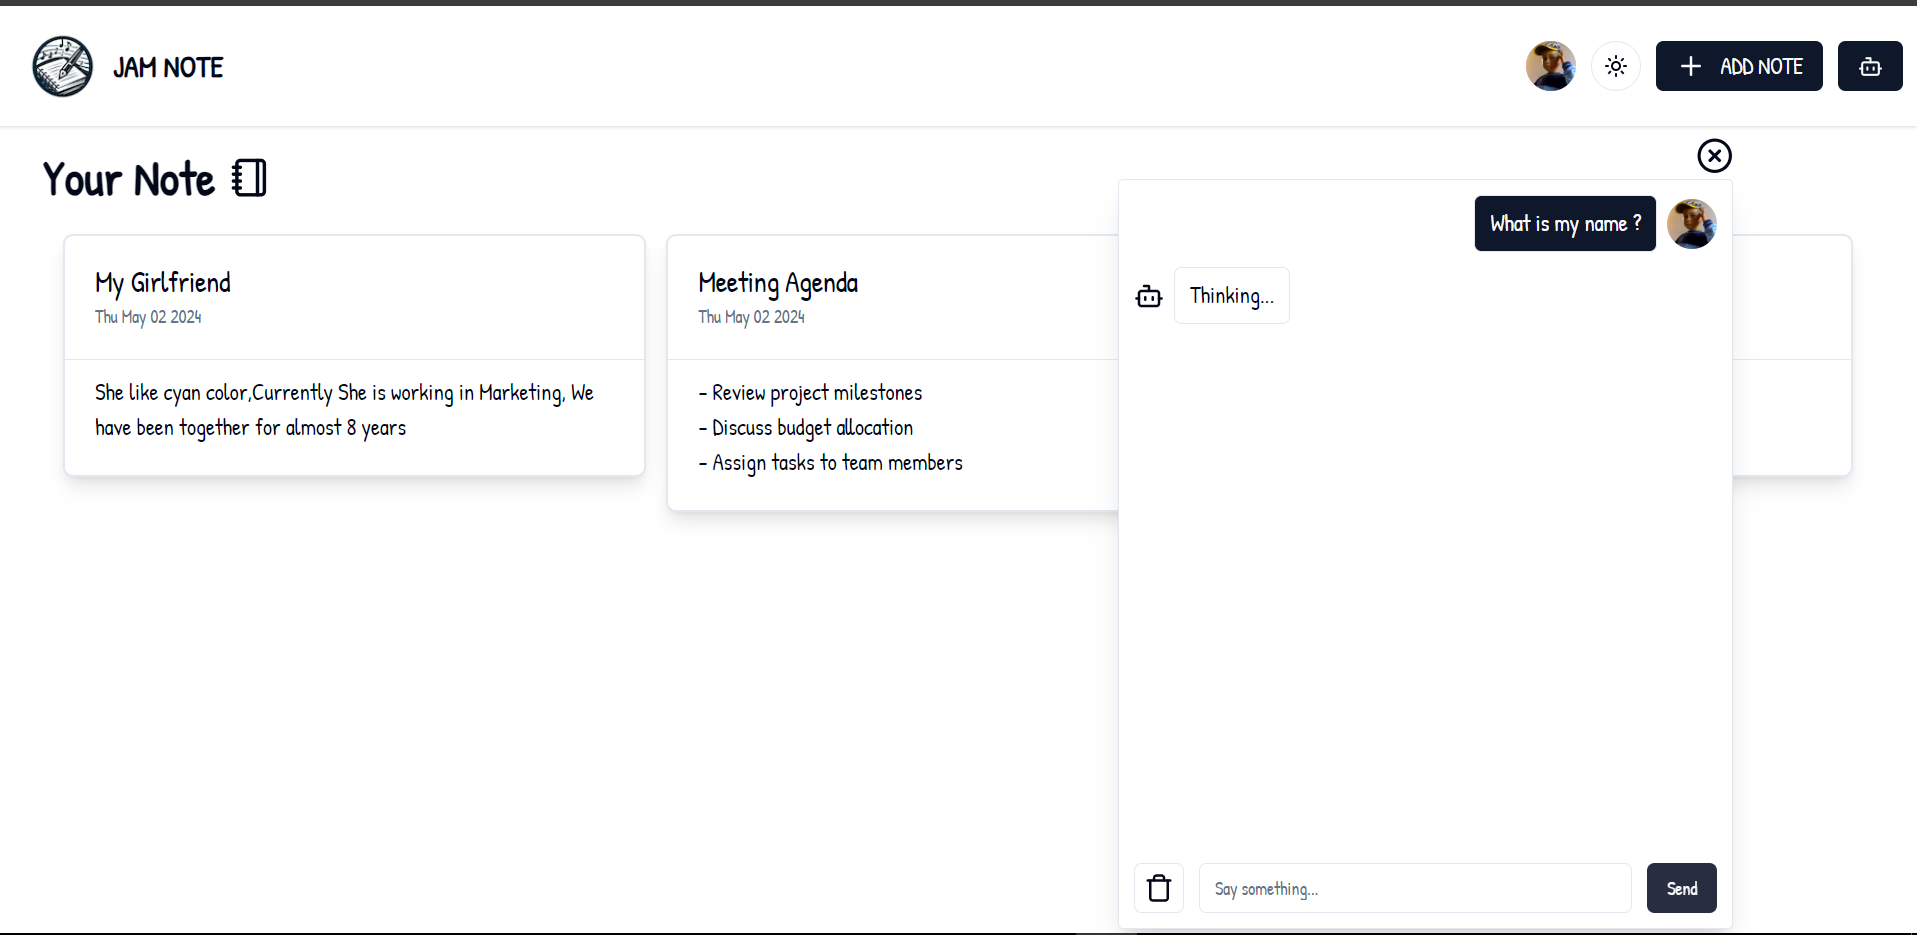 JAM NOTE
ADD NOTE
Your Note
My Girlfriend
Thu May 02 2024
She like cyan color,Currently She is working in Marketing, We
have been together for almost 8 years
Meeting Agenda
Thu May 02 2024
- Review project milestones
- Discuss budget allocation
- Assign tasks to team members
What is my name ?
Thinking...
Say something...
Send